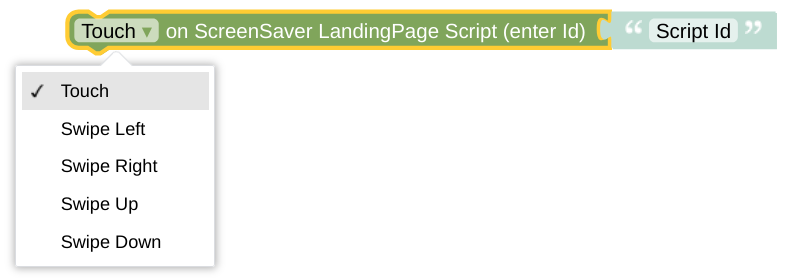 Touch ▾ on ScreenSaver LandingPage Script (enter Id) “ Script Id ”
✓ Touch
Swipe Left
Swipe Right
Swipe Up
Swipe Down